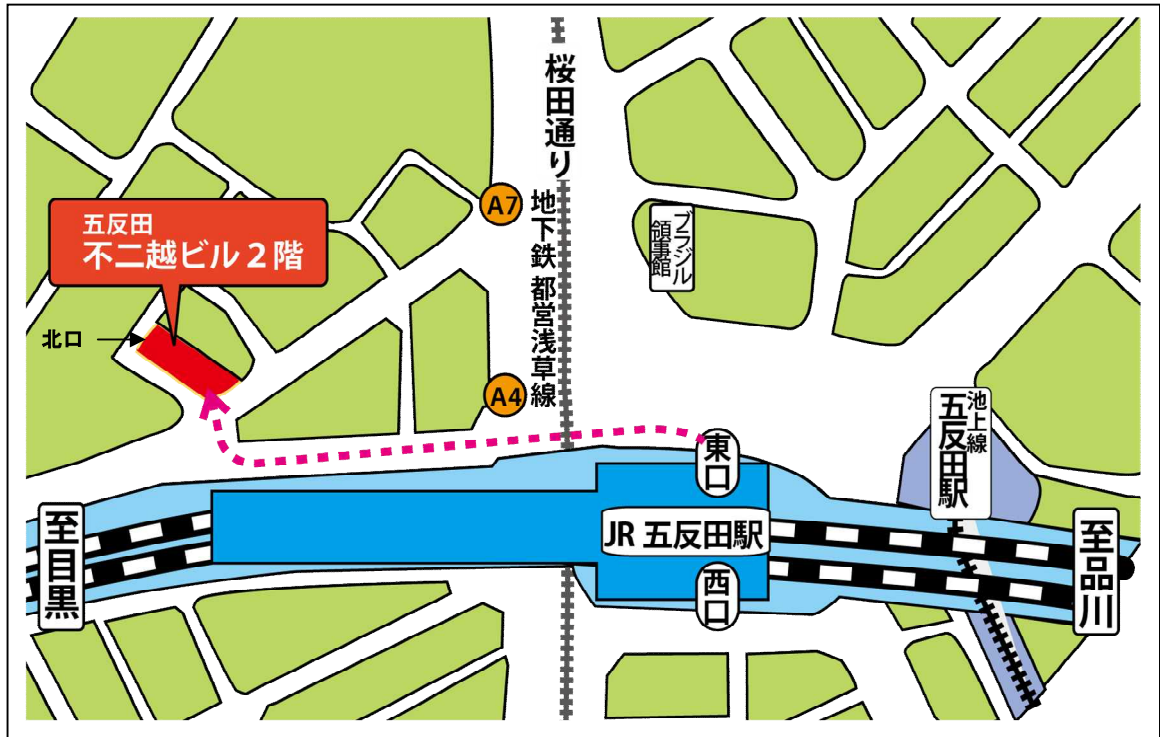 桜田通り
地下鉄 都営浅草線
A7
五反田
不二越ビル２階
ブラジル
領事館
北口
A4
池上線
五反田駅
東口
JR 五反田駅
西口
至目黒
至品川